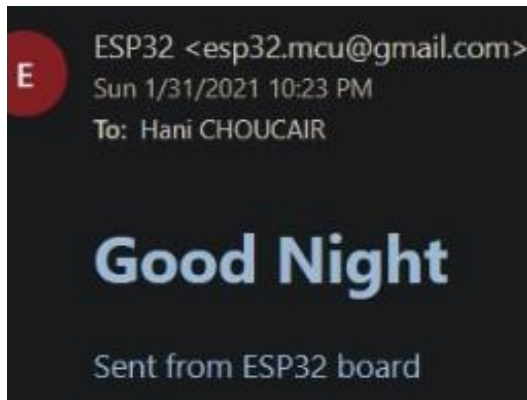 E
ESP32 <esp32.mcu@gmail.com>
Sun 1/31/2021 10:23 PM
To: Hani CHOUCAIR
Good Night
Sent from ESP32 board